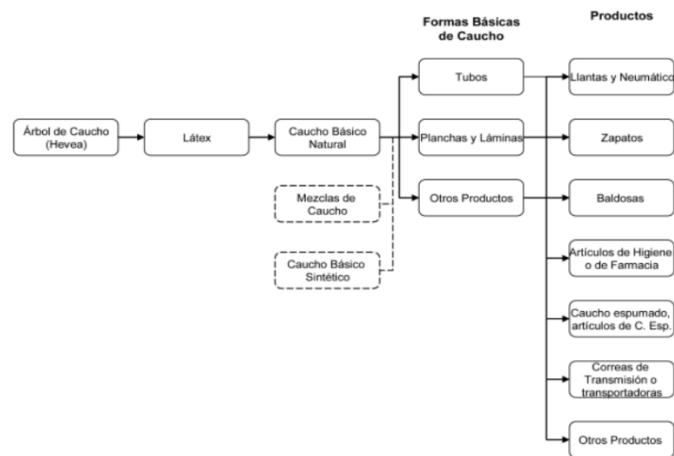 Formas Básicas
de Caucho
Productos
Tubos
Llantas y Neumático
Árbol de Caucho
(Hevea)
Látex
Caucho Básico
Natural
Planchas y Láminas
Zapatos
Mezclas de
Caucho
Otros Productos
Baldosas
Caucho Básico
Sintético
Artículos de Higiene
o de Farmacia
Caucho espumado,
artículos de C. Esp.
Correas de
Transmisión o
transportadoras
Otros Productos